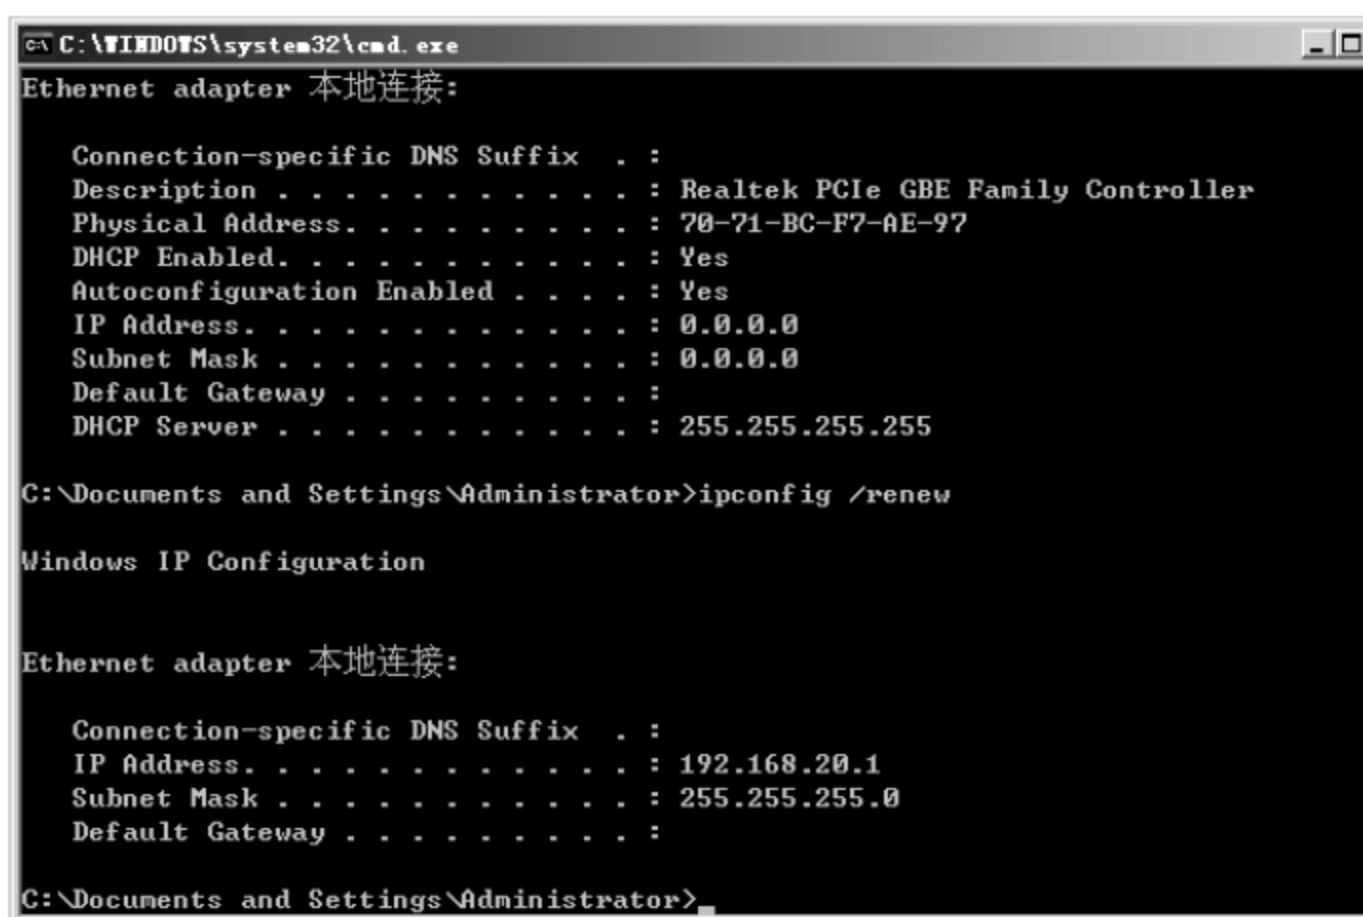 C:\WINDOWS\system32\cmd.exe
Ethernet adapter 本地连接:
Connection-specific DNS Suffix  . :
Description . . . . . . . . . . . : Realtek PCIe GBE Family Controller
Physical Address. . . . . . . . . : 70-71-BC-F7-AE-97
DHCP Enabled. . . . . . . . . . . : Yes
Autoconfiguration Enabled . . . . : Yes
IP Address. . . . . . . . . . . . : 0.0.0.0
Subnet Mask . . . . . . . . . . . : 0.0.0.0
Default Gateway . . . . . . . . . :
DHCP Server . . . . . . . . . . . : 255.255.255.255
C:\Documents and Settings\Administrator>ipconfig /renew
Windows IP Configuration
Ethernet adapter 本地连接:
Connection-specific DNS Suffix  . :
IP Address. . . . . . . . . . . . : 192.168.20.1
Subnet Mask . . . . . . . . . . . : 255.255.255.0
Default Gateway . . . . . . . . . :
C:\Documents and Settings\Administrator>_